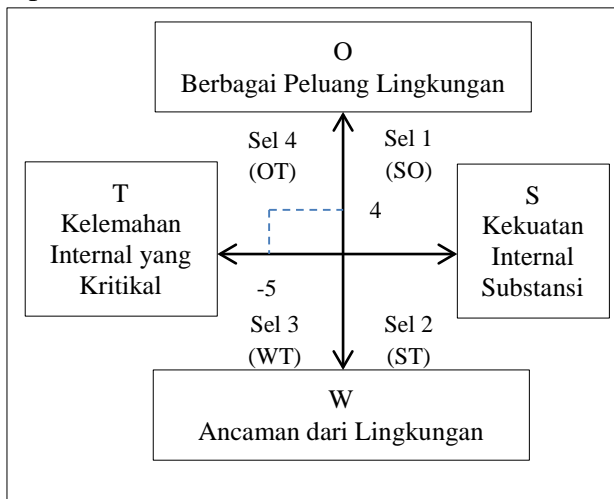 O
Berbagai Peluang Lingkungan
Sel 4
(OT)
Sel 1
(SO)
T
Kelemahan
Internal yang
Kritikal
4
S
Kekuatan
Internal
Substansi
-5
Sel 3
(WT)
Sel 2
(ST)
W
Ancaman dari Lingkungan